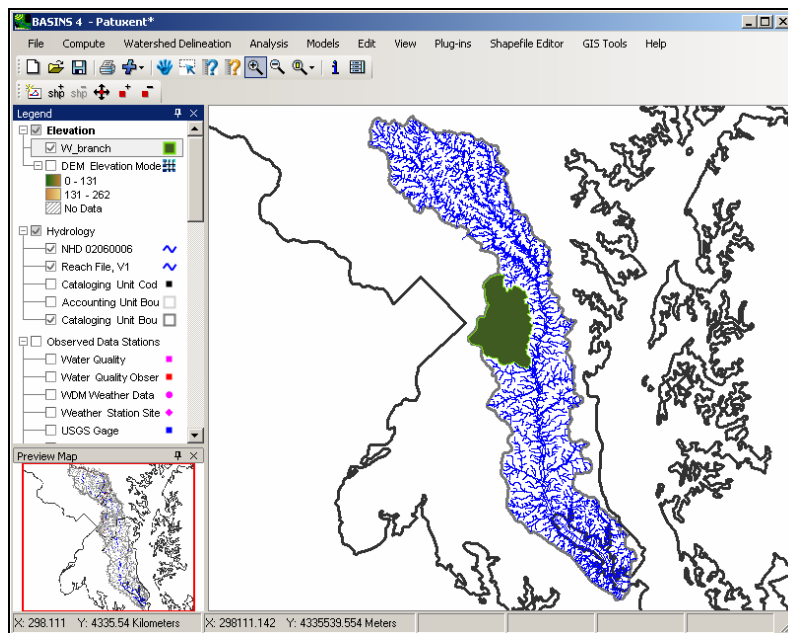 BASINS 4 - Patuxent*
File Compute Watershed Delineation Analysis Models Edit View Plug-ins Shapefile Editor GIS Tools Help
shp shp
Legend
Elevation
W_branch
DEM Elevation Mode
0 - 131
131 - 262
No Data
Hydrology
NHD 02060006
Reach File, V1
Cataloging Unit Cod
Accounting Unit Bou
Cataloging Unit Bou
Observed Data Stations
Water Quality
Water Quality Obser
WDM Weather Data
Weather Station Site
USGS Gage
Preview Map
X: 298.111 Y: 4335.54 Kilometers X: 298111.142 Y: 4335539.554 Meters